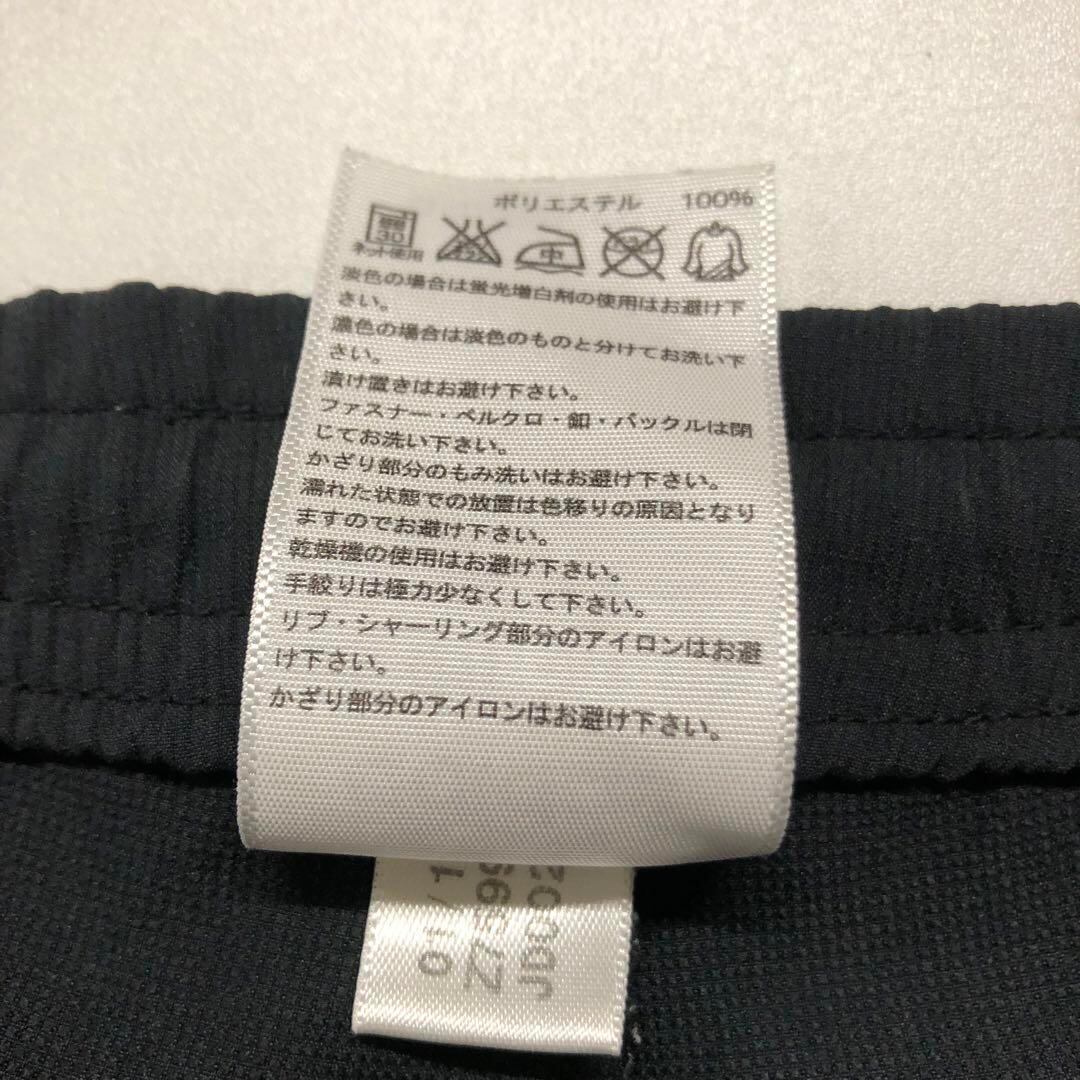 ポリエステル 100%
30
ネット使用
エンソ サラシ
中
淡色の場合は蛍光増白剤の使用はお避け下
さい。
濃色の場合は淡色のものと分けてお洗い下
さい。
漬け置きはお避け下さい。
ファスナー・ベルクロ・釦・バックルは閉
じてお洗い下さい。
かざり部分のもみ洗いはお避け下さい。
濡れた状態での放置は色移りの原因となり
ますのでお避け下さい。
乾燥機の使用はお避け下さい。
手絞りは極力少なくして下さい。
リブ・シャーリング部分のアイロンはお避
け下さい。
かざり部分のアイロンはお避け下さい。